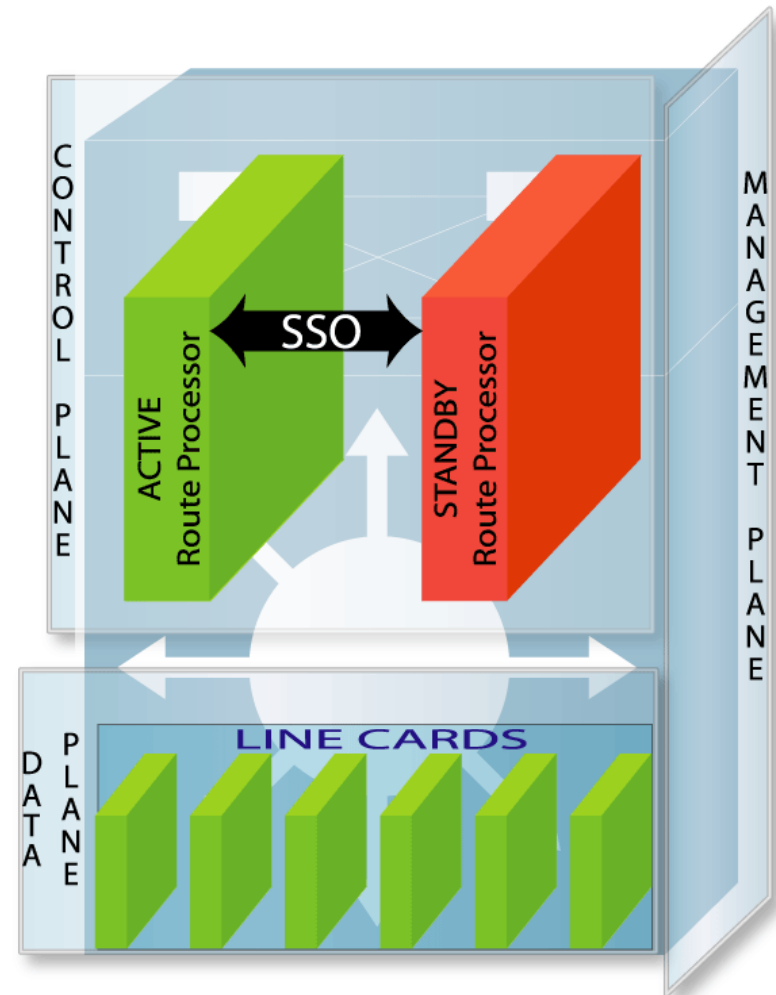 CONTROL PLANE
ACTIVE
Route Processor
SSO
STANDBY
Route Processor
MANAGEMENT PLANE
DATA
PLANE
LINE CARDS